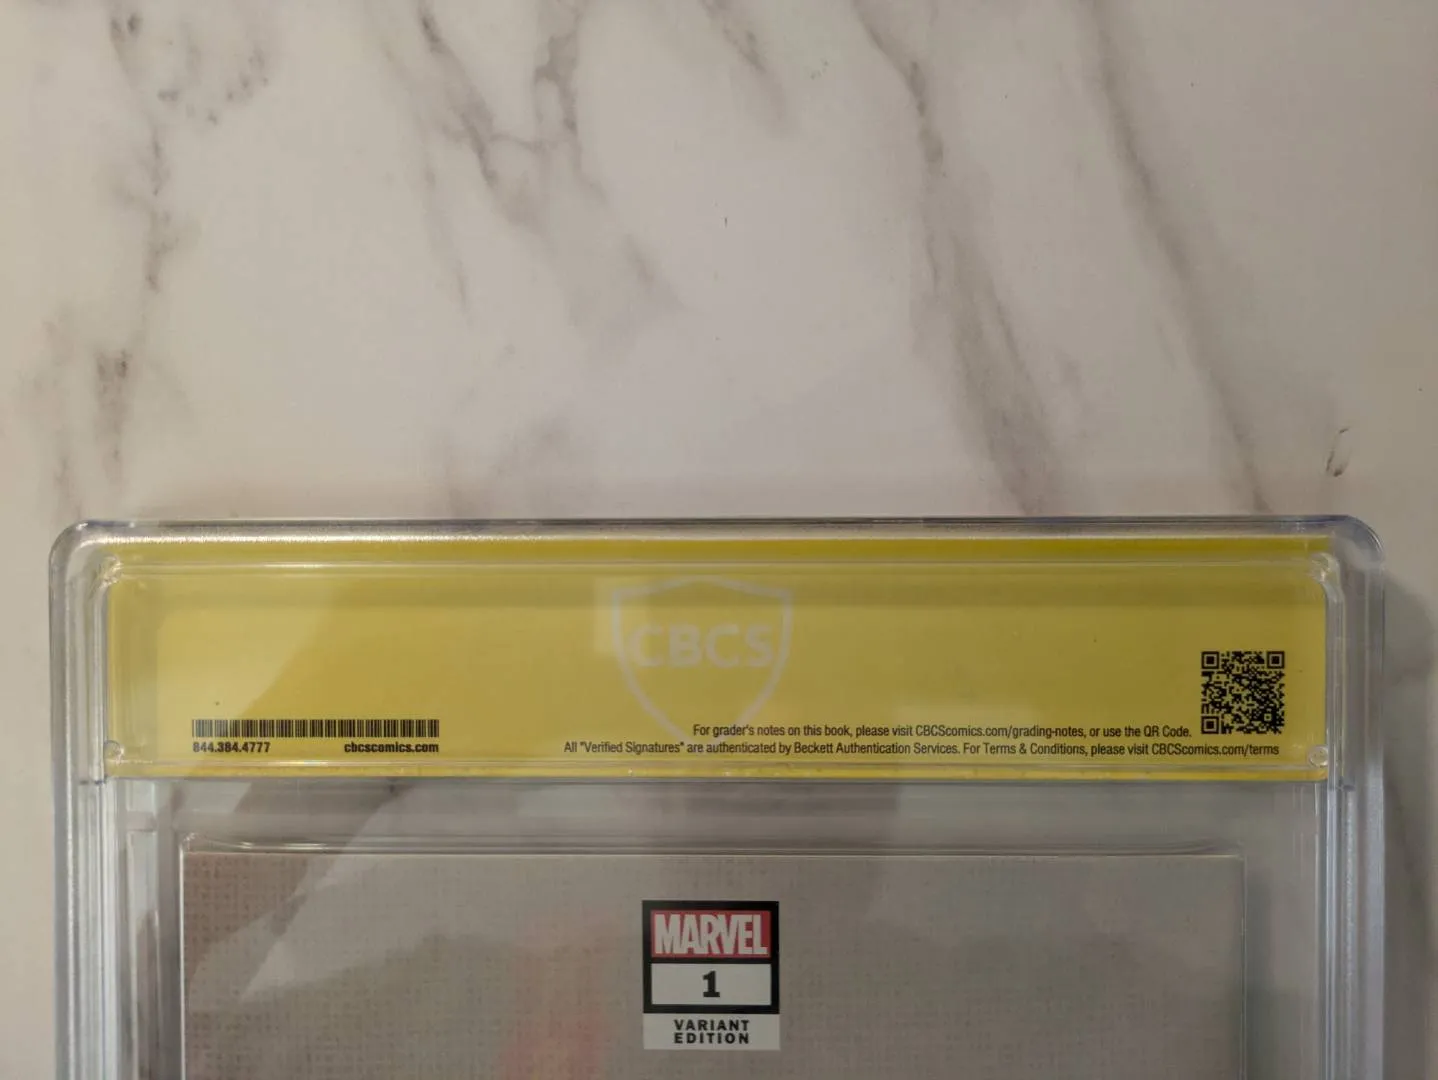 CBCS
844.384.4777 cbcscomics.com
For grader's notes on this book, please visit CBCScomics.com/grading-notes, or use the QR Code.
All "Verified Signatures" are authenticated by Beckett Authentication Services. For Terms & Conditions, please visit CBCScomics.com/terms
MARVEL
1
VARIANT
EDITION